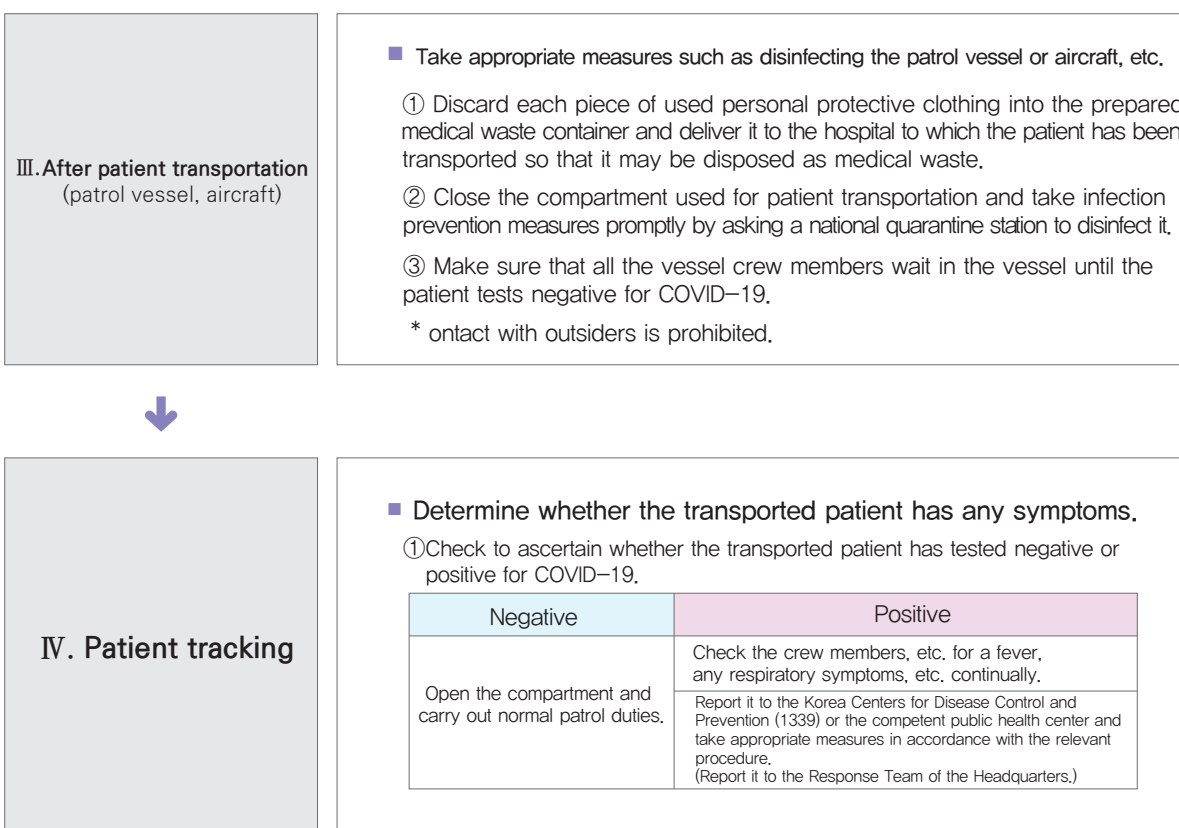 Ⅲ.After patient transportation
(patrol vessel, aircraft)
■ Take appropriate measures such as disinfecting the patrol vessel or aircraft, etc.
① Discard each piece of used personal protective clothing into the prepared
medical waste container and deliver it to the hospital to which the patient has been
transported so that it may be disposed as medical waste.
② Close the compartment used for patient transportation and take infection
prevention measures promptly by asking a national quarantine station to disinfect it.
③ Make sure that all the vessel crew members wait in the vessel until the
patient tests negative for COVID-19.
* ontact with outsiders is prohibited.
Ⅳ. Patient tracking
■ Determine whether the transported patient has any symptoms.
①Check to ascertain whether the transported patient has tested negative or
positive for COVID-19.
Negative
Positive
Open the compartment and
carry out normal patrol duties.
Check the crew members, etc. for a fever,
any respiratory symptoms, etc. continually.
Report it to the Korea Centers for Disease Control and
Prevention (1339) or the competent public health center and
take appropriate measures in accordance with the relevant
procedure.
(Report it to the Response Team of the Headquarters.)